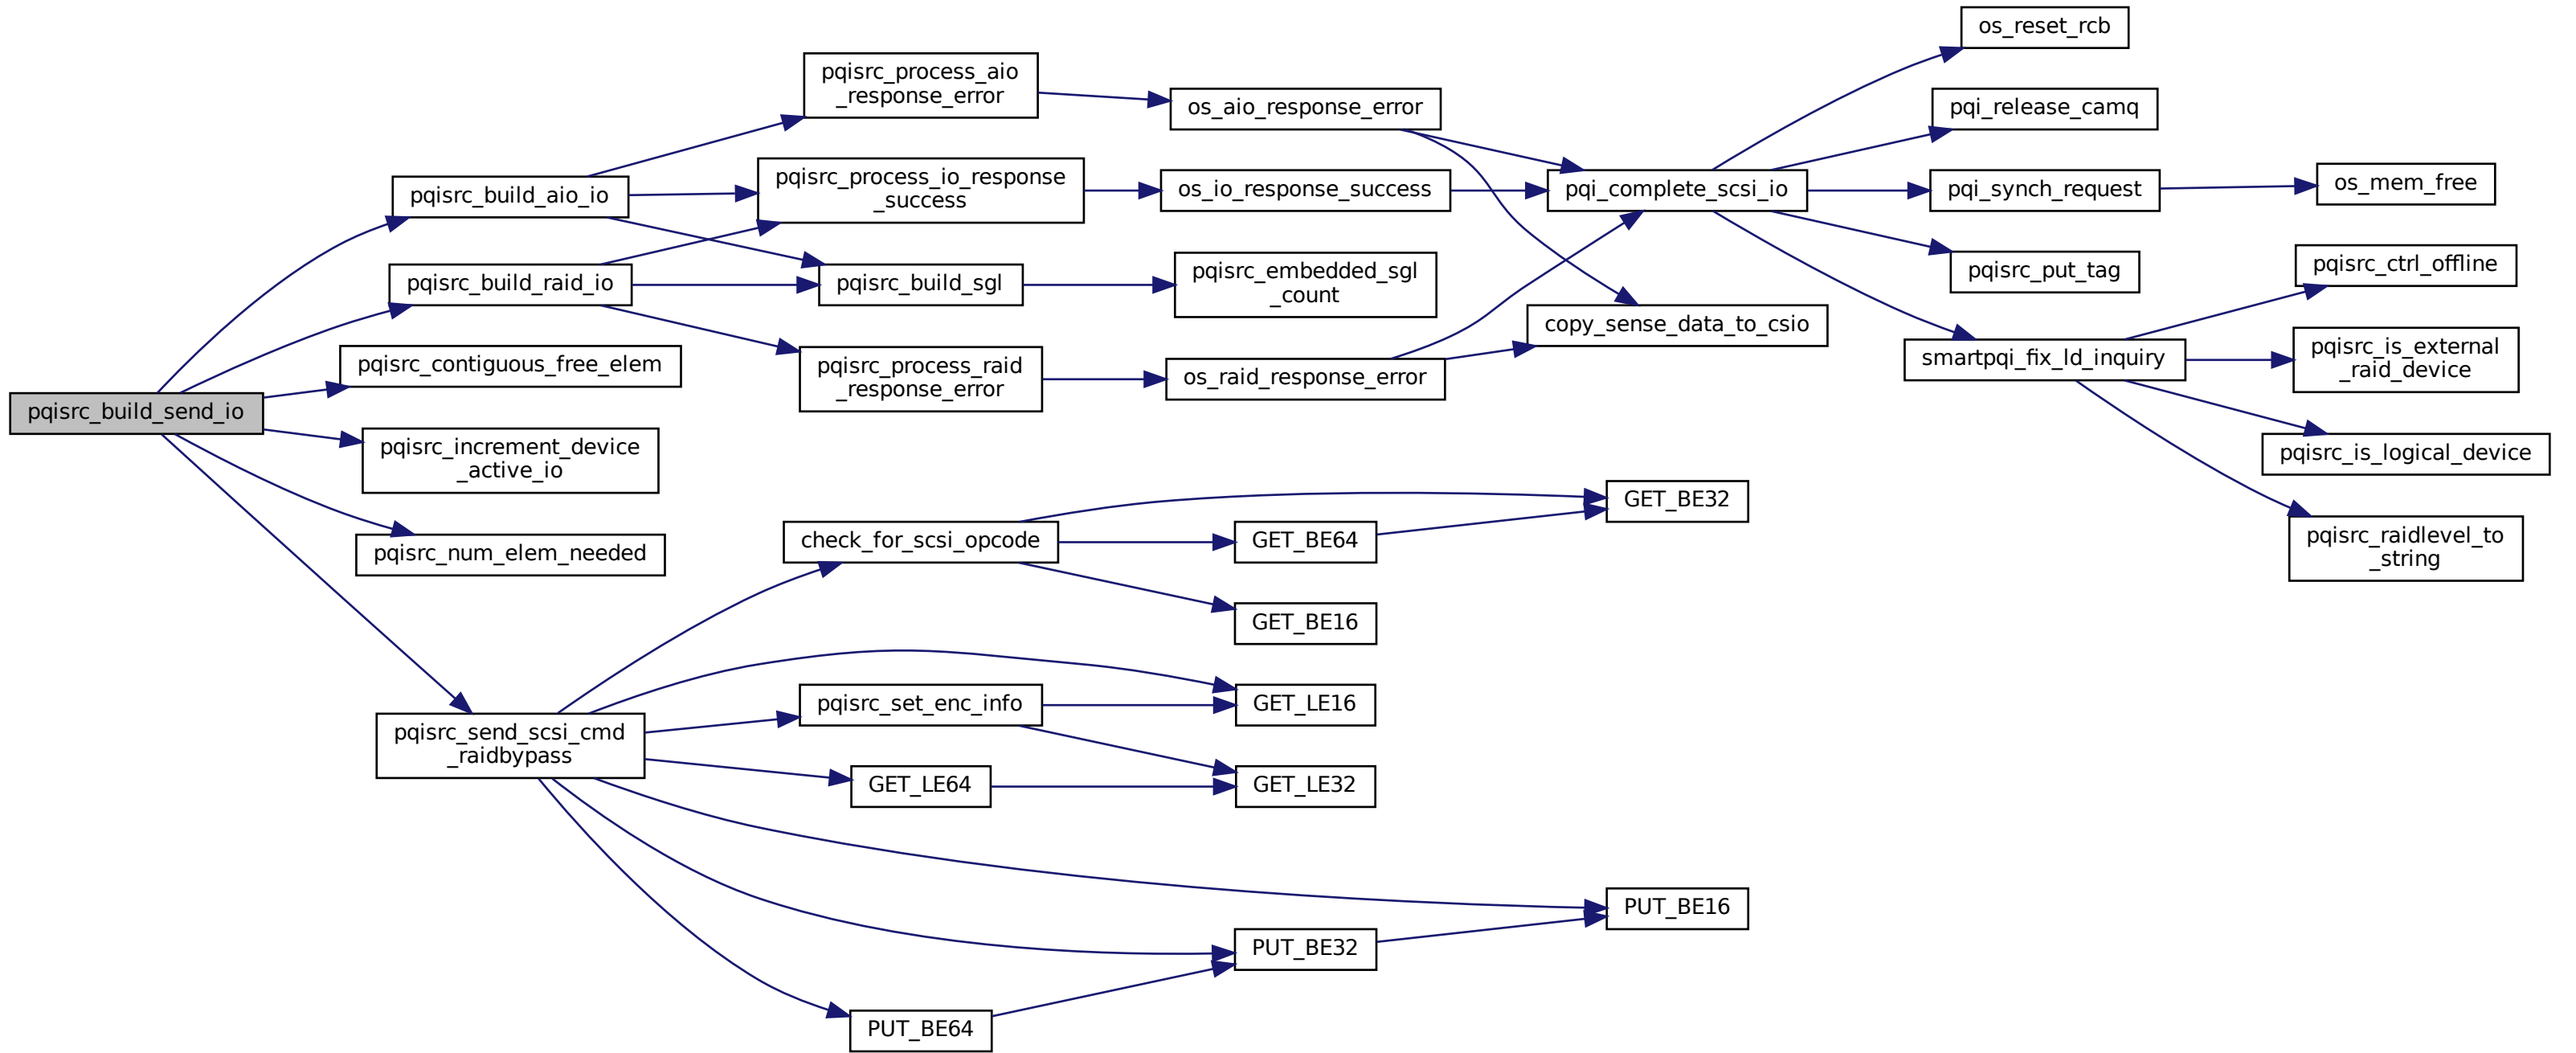 pqisrc_build_send_io
pqisrc_build_aio_io
pqisrc_build_raid_io
pqisrc_contiguous_free_elem
pqisrc_increment_device
_active_io
pqisrc_num_elem_needed
pqisrc_send_scsi_cmd
_raidbypass
pqisrc_process_aio
_response_error
pqisrc_process_io_response
_success
pqisrc_build_sgl
pqisrc_process_raid
_response_error
check_for_scsi_opcode
pqisrc_set_enc_info
GET_LE64
PUT_BE64
os_aio_response_error
os_io_response_success
pqisrc_embedded_sgl
_count
os_raid_response_error
GET_BE64
GET_BE16
GET_LE16
GET_LE32
PUT_BE32
pqi_complete_scsi_io
copy_sense_data_to_csio
GET_BE32
PUT_BE16
os_reset_rcb
pqi_release_camq
pqi_synch_request
pqisrc_put_tag
smartpqi_fix_ld_inquiry
os_mem_free
pqisrc_ctrl_offline
pqisrc_is_external
_raid_device
pqisrc_is_logical_device
pqisrc_raidlevel_to
_string